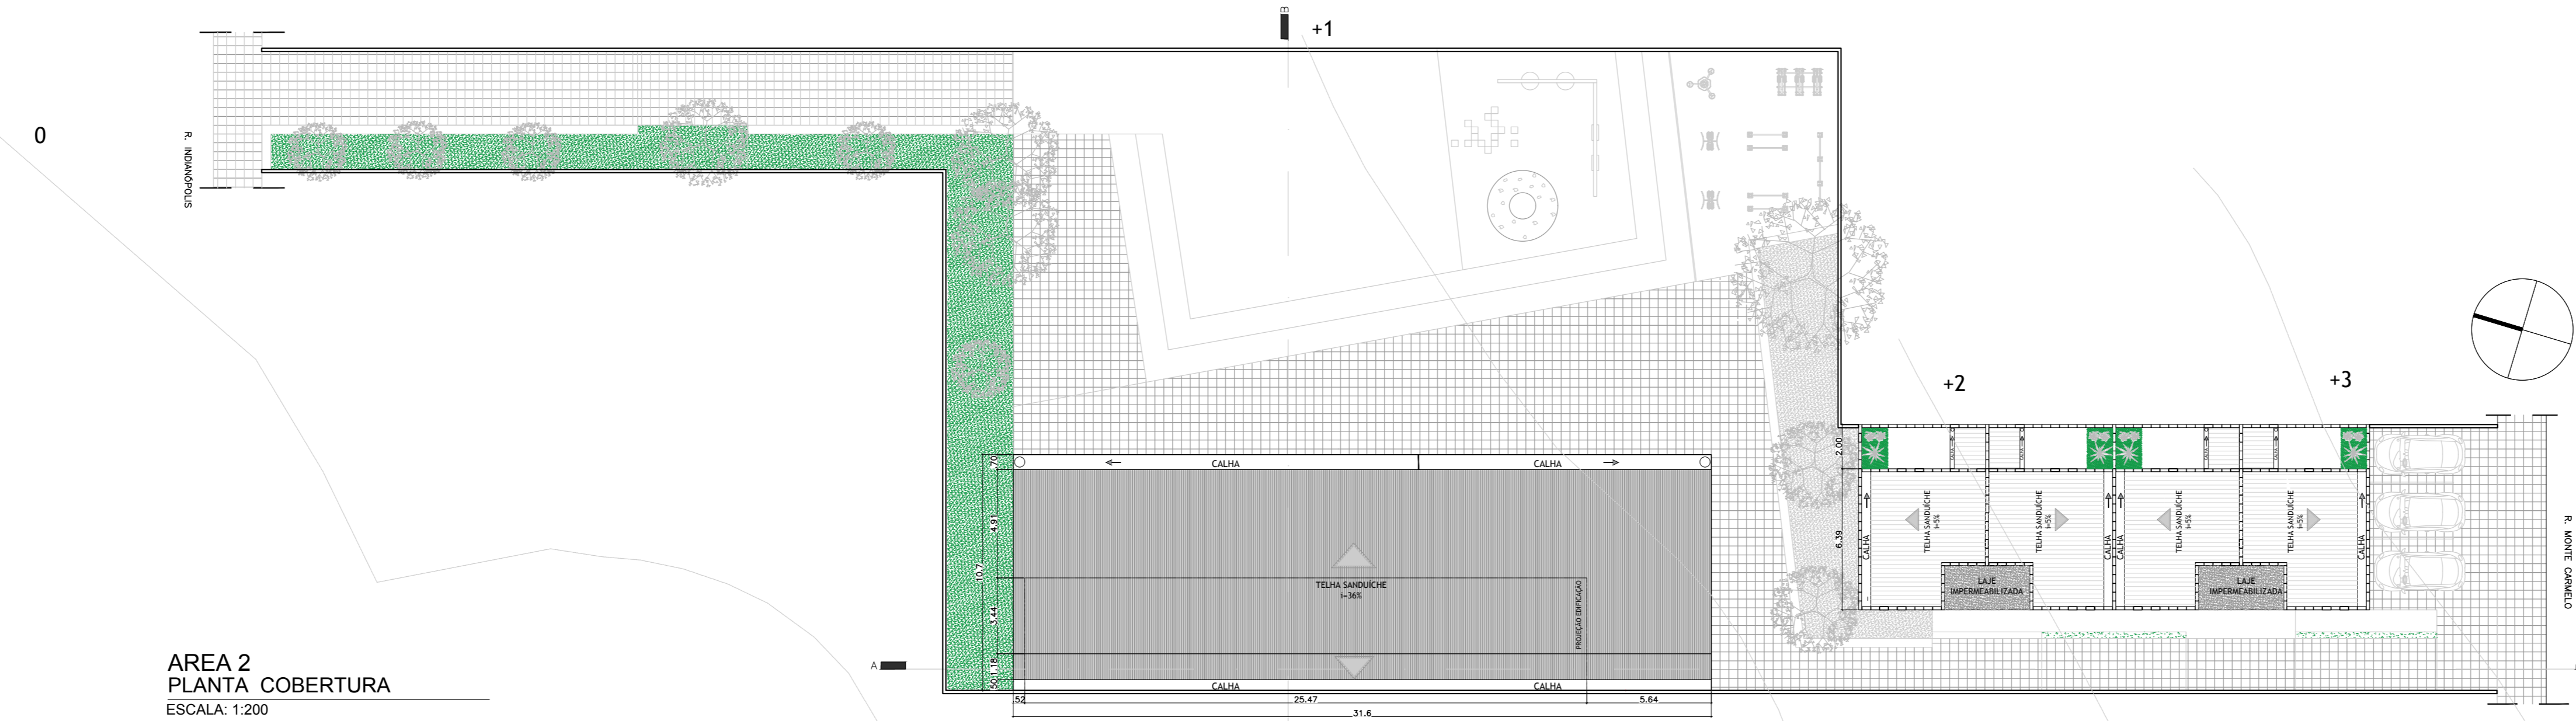 B
+1
0
R. INDIANÓPOLIS
+2
+3
CALHA
CALHA
.70
4.91
10.7
3.44
1.18
.50
TELHA SANDUÍCHE
i=36%
PROJEÇÃO EDIFICAÇÃO
CALHA
CALHA
.52
25.47
5.64
31.6
A
2.00
6.39
CALHA
TELHA SANDUÍCHE
i=5%
TELHA SANDUÍCHE
i=5%
CALHA
CALHA
TELHA SANDUÍCHE
i=5%
TELHA SANDUÍCHE
i=5%
CALHA
LAJE
IMPERMEABILIZADA
LAJE
IMPERMEABILIZADA
R. MONTE CARMELO
AREA 2
PLANTA COBERTURA
ESCALA: 1:200